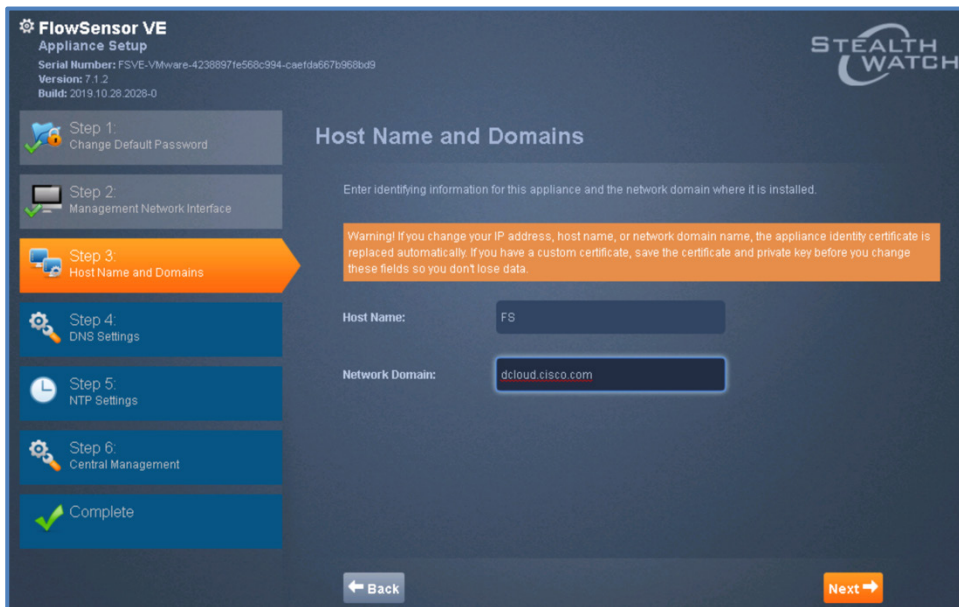 FlowSensor VE
Appliance Setup
Serial Number: FSVE-VMware-4238897fe568c994-caefda667b968bd9
Version: 7.1.2
Build: 2019.10.28.2028-0
STEALTH
WATCH
Step 1:
Change Default Password
Step 2:
Management Network Interface
Step 3:
Host Name and Domains
Step 4:
DNS Settings
Step 5:
NTP Settings
Step 6:
Central Management
Complete
Host Name and Domains
Enter identifying information for this appliance and the network domain where it is installed.
Warning! If you change your IP address, host name, or network domain name, the appliance identity certificate is
replaced automatically. If you have a custom certificate, save the certificate and private key before you change
these fields so you don't lose data.
Host Name: FS
Network Domain: dcloud.cisco.com
Back
Next